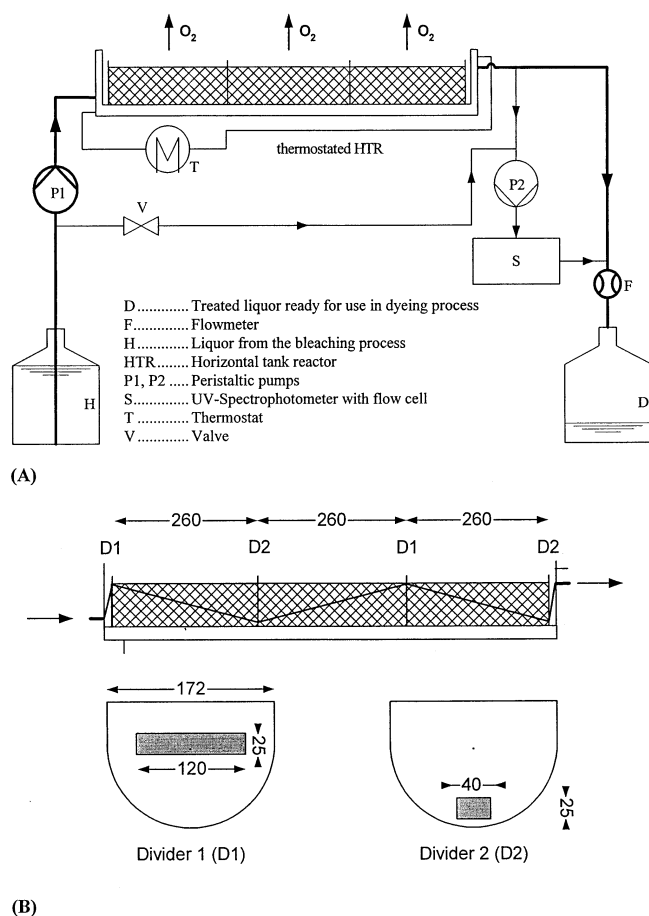 O2 O2 O2
P1
T
thermostated HTR
V
P2
S
F
H
D
D ............. Treated liquor ready for use in dyeing process
F .............. Flowmeter
H ............. Liquor from the bleaching process
HTR ......... Horizontal tank reactor
P1, P2 ..... Peristaltic pumps
S .............. UV-Spectrophotometer with flow cell
T ............. Thermostat
V ............. Valve
(A)
260 260 260
D1 D2 D1 D2
172
25
120
40
25
Divider 1 (D1) Divider 2 (D2)
(B)